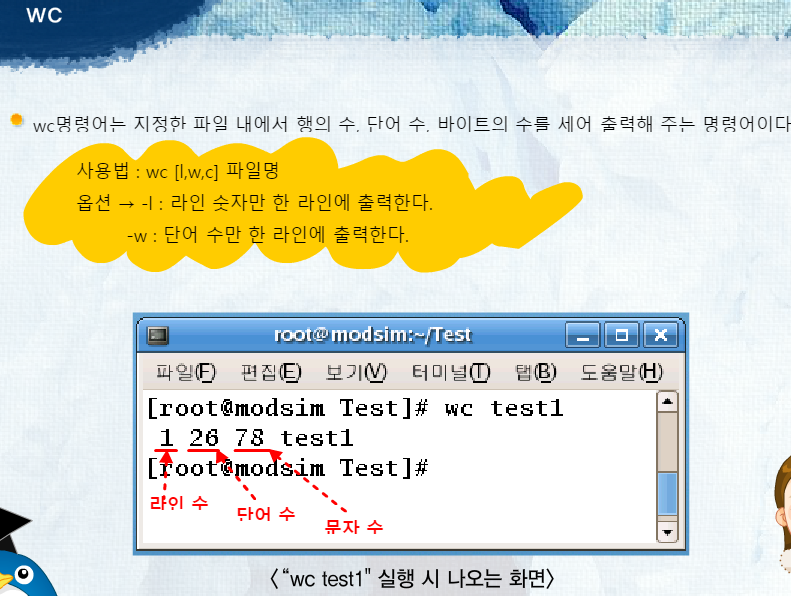 WC
wc명령어는 지정한 파일 내에서 행의 수, 단어 수, 바이트의 수를 세어 출력해 주는 명령어이다
사용법 : wc [l,w,c] 파일명
옵션 → -l : 라인 숫자만 한 라인에 출력한다.
-w : 단어 수만 한 라인에 출력한다.
root@modsim:~/Test
파일(F) 편집(E) 보기(V) 터미널(T) 탭(B) 도움말(H)
[root@modsim Test]# wc test1
1 26 78 test1
[root@modsim Test]#
라인 수
단어 수
문자 수
〈“wc test1” 실행 시 나오는 화면〉